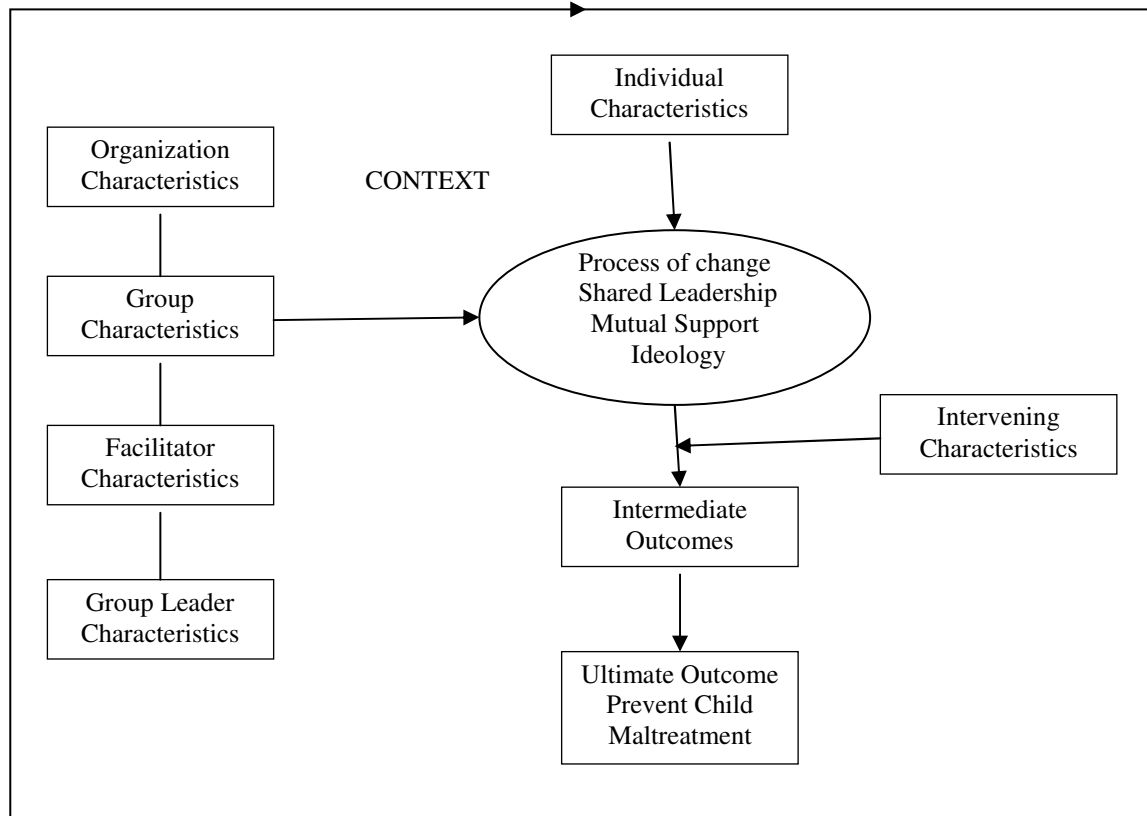 Individual
Characteristics
Organization
Characteristics
CONTEXT
Process of change
Shared Leadership
Mutual Support
Ideology
Group
Characteristics
Intervening
Characteristics
Facilitator
Characteristics
Intermediate
Outcomes
Group Leader
Characteristics
Ultimate Outcome
Prevent Child
Maltreatment